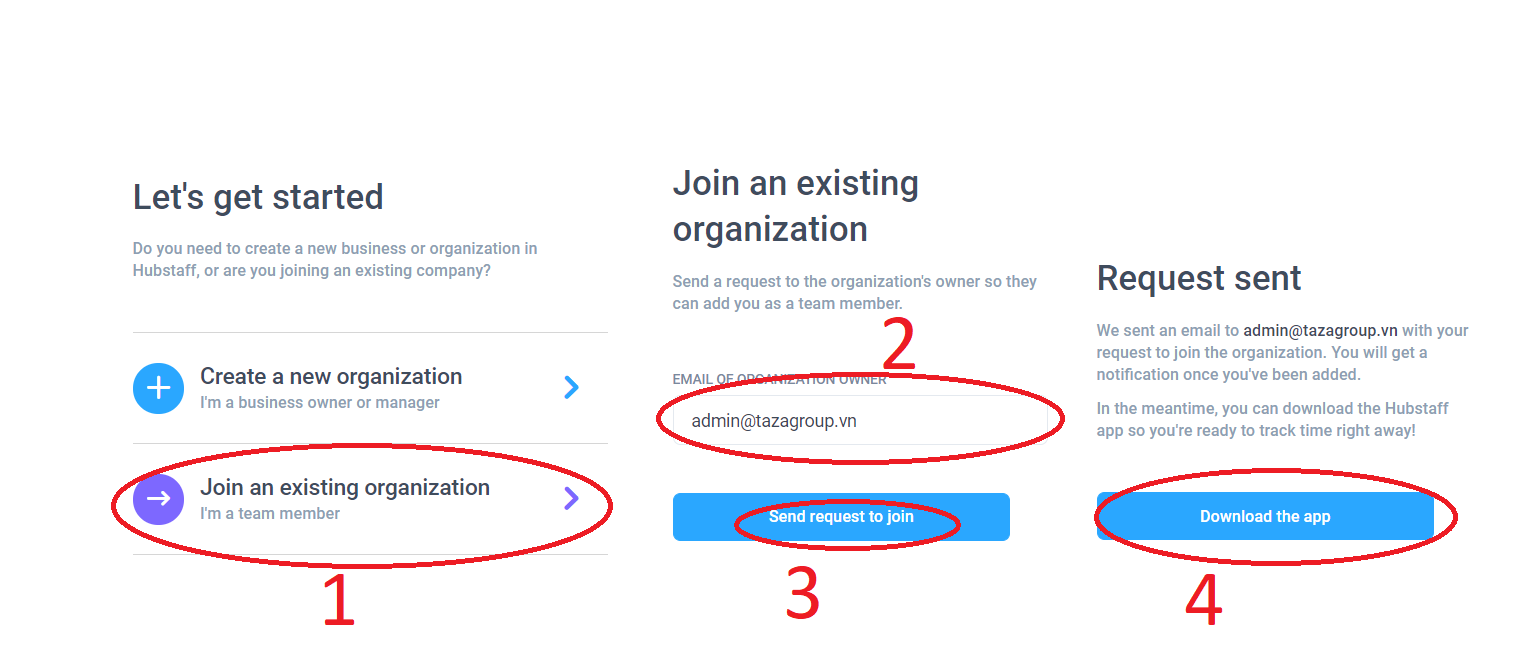 Let's get started
Do you need to create a new business or organization in
Hubstaff, or are you joining an existing company?
Create a new organization
I'm a business owner or manager
Join an existing organization
I'm a team member
1
Join an existing
organization
Send a request to the organization's owner so they
can add you as a team member.
2
EMAIL OF ORGANIZATION OWNER
admin@tazagroup.vn
Send request to join
3
Request sent
We sent an email to admin@tazagroup.vn with your
request to join the organization. You will get a
notification once you've been added.
In the meantime, you can download the Hubstaff
app so you're ready to track time right away!
Download the app
4